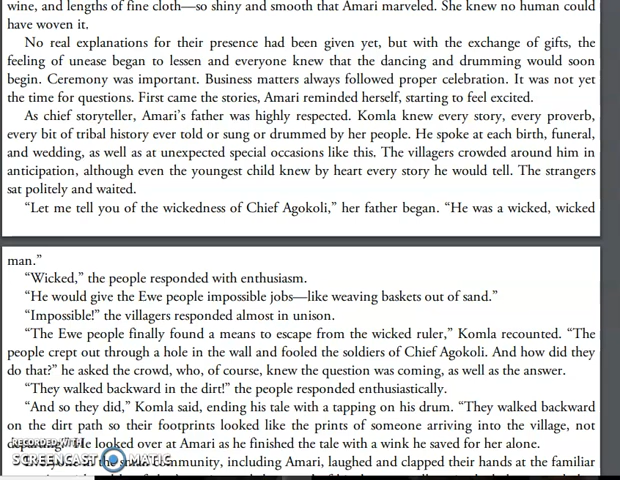 wine, and lengths of fine cloth—so shiny and smooth that Amari marveled. She knew no human could
have woven it.
No real explanations for their presence had been given yet, but with the exchange of gifts, the
feeling of unease began to lessen and everyone knew that the dancing and drumming would soon
begin. Ceremony was important. Business matters always followed proper celebration. It was not yet
the time for questions. First came the stories, Amari reminded herself, starting to feel excited.
As chief storyteller, Amari’s father was highly respected. Komla knew every story, every proverb,
every bit of tribal history ever told or sung or drummed by her people. He spoke at each birth, funeral,
and wedding, as well as at unexpected special occasions like this. The villagers crowded around him in
anticipation, although even the youngest child knew by heart every story he would tell. The strangers
sat politely and waited.
“Let me tell you of the wickedness of Chief Agokoli,” her father began. “He was a wicked, wicked
man.”
“Wicked,” the people responded with enthusiasm.
“He would give the Ewe people impossible jobs—like weaving baskets out of sand.”
“Impossible!” the villagers responded almost in unison.
“The Ewe people finally found a means to escape from the wicked ruler,” Komla recounted. “The
people crept out through a hole in the wall and fooled the soldiers of Chief Agokoli. And how did they
do that?” he asked the crowd, who, of course, knew the question was coming, as well as the answer.
“They walked backward in the dirt!” the people responded enthusiastically.
“And so they did,” Komla said, ending his tale with a tapping on his drum. “They walked backward
on the dirt path so their footprints looked like the prints of someone arriving into the village, not
He looked over at Amari as he finished the tale with a wink he saved for her alone.
RECORDED WITH
SCREENCAST MATIC
community, including Amari, laughed and clapped their hands at the familiar